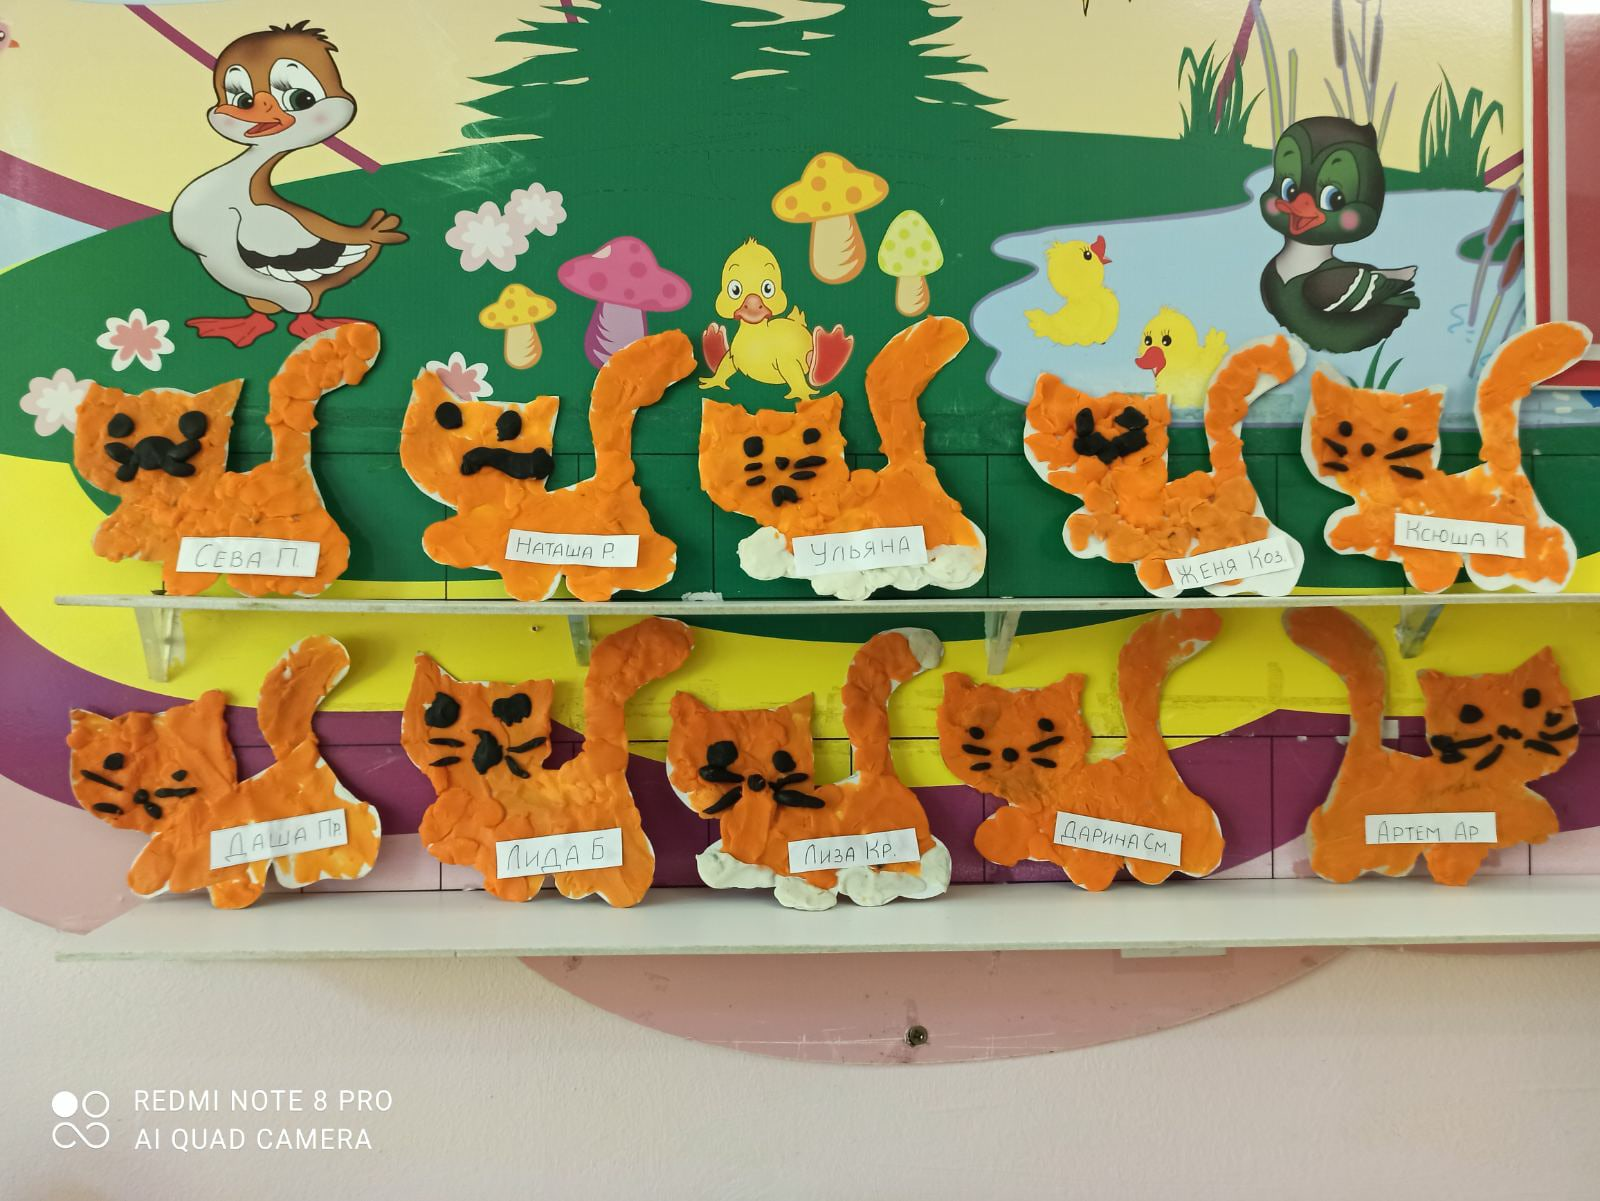 СЕВА П.
НАТАША Р.
УЛЬЯНА
ЖЕНЯ КОЗ.
КСЮША К
ДАША ПР.
ЛИДА Б
ЛИЗА КР.
ДАРИНА СМ.
АРТЕМ АР
REDMI NOTE 8 PRO
AI QUAD CAMERA